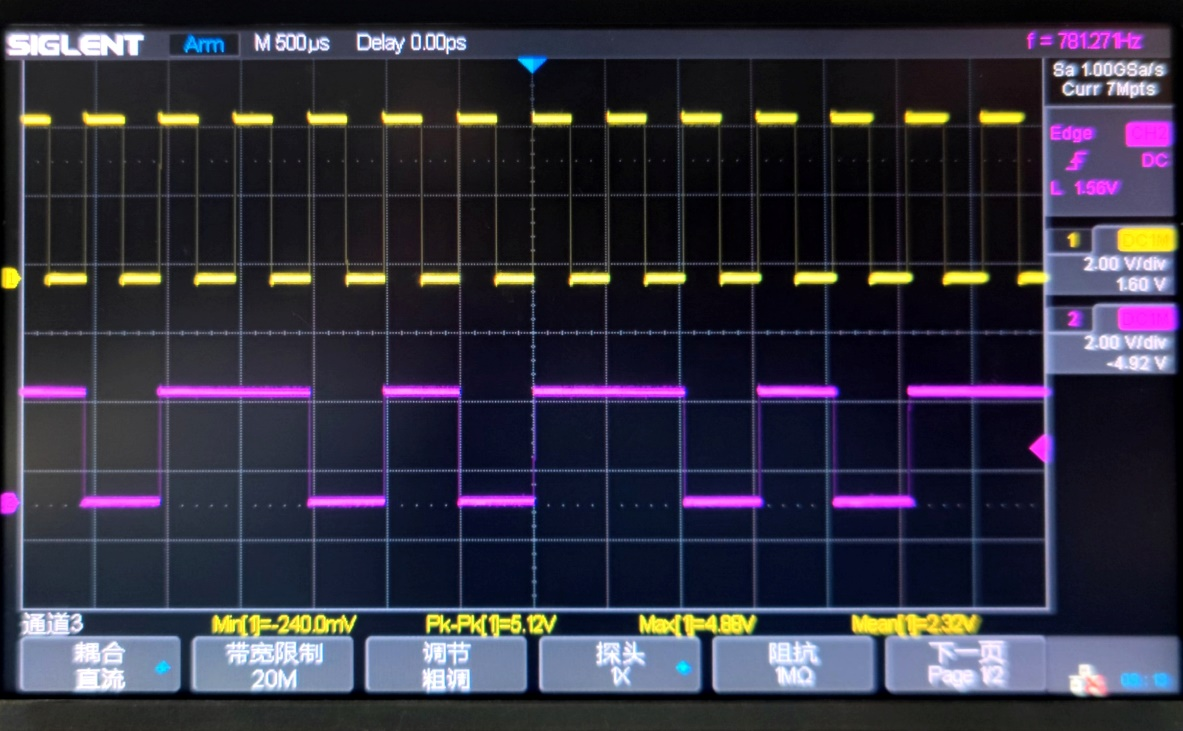 SIGLENT Arm M 500µs Delay 0.00ps f = 781.271Hz
Sa 1.00GSa/s
Curr 7Mpts
Edge CH2
DC
L 1.56V
1 DC1M
2.00 V/div
1.60 V
2 DC1M
2.00 V/div
-4.92 V
通道3 Min[1]=-240.0mV Pk-Pk[1]=5.12V Max[1]=4.88V Mean[1]=2.32V
耦合 带宽限制 调节 探头 阻抗 下一页
直流 20M 粗调 1X 1MΩ Page 1/2